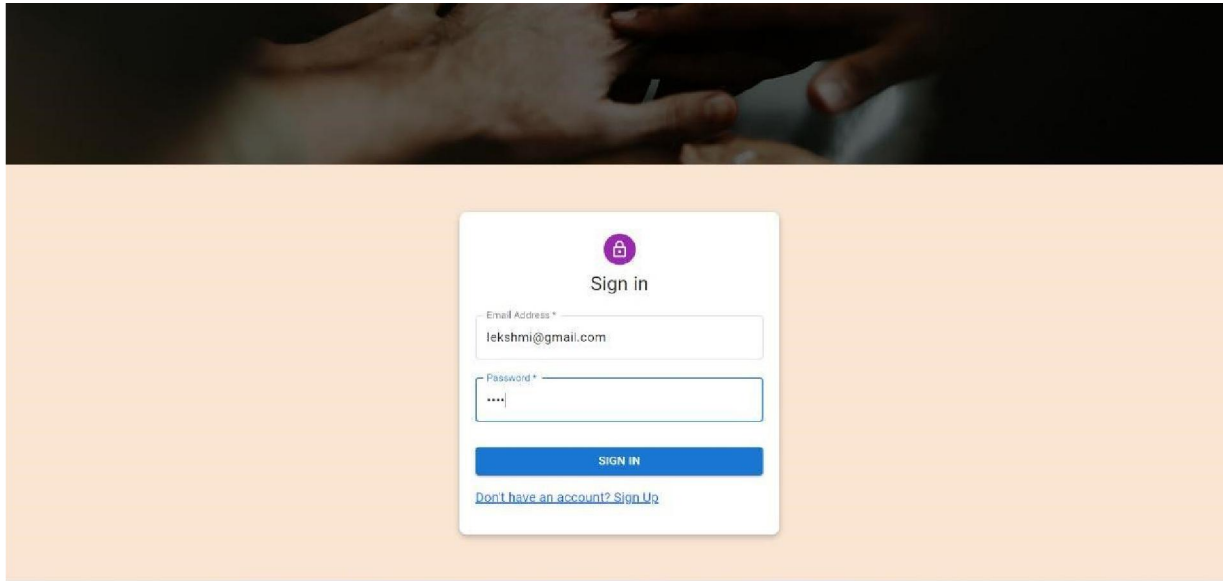 Sign in
Email Address *
lekshmi@gmail.com
Password *
••••
SIGN IN
Don't have an account? Sign Up